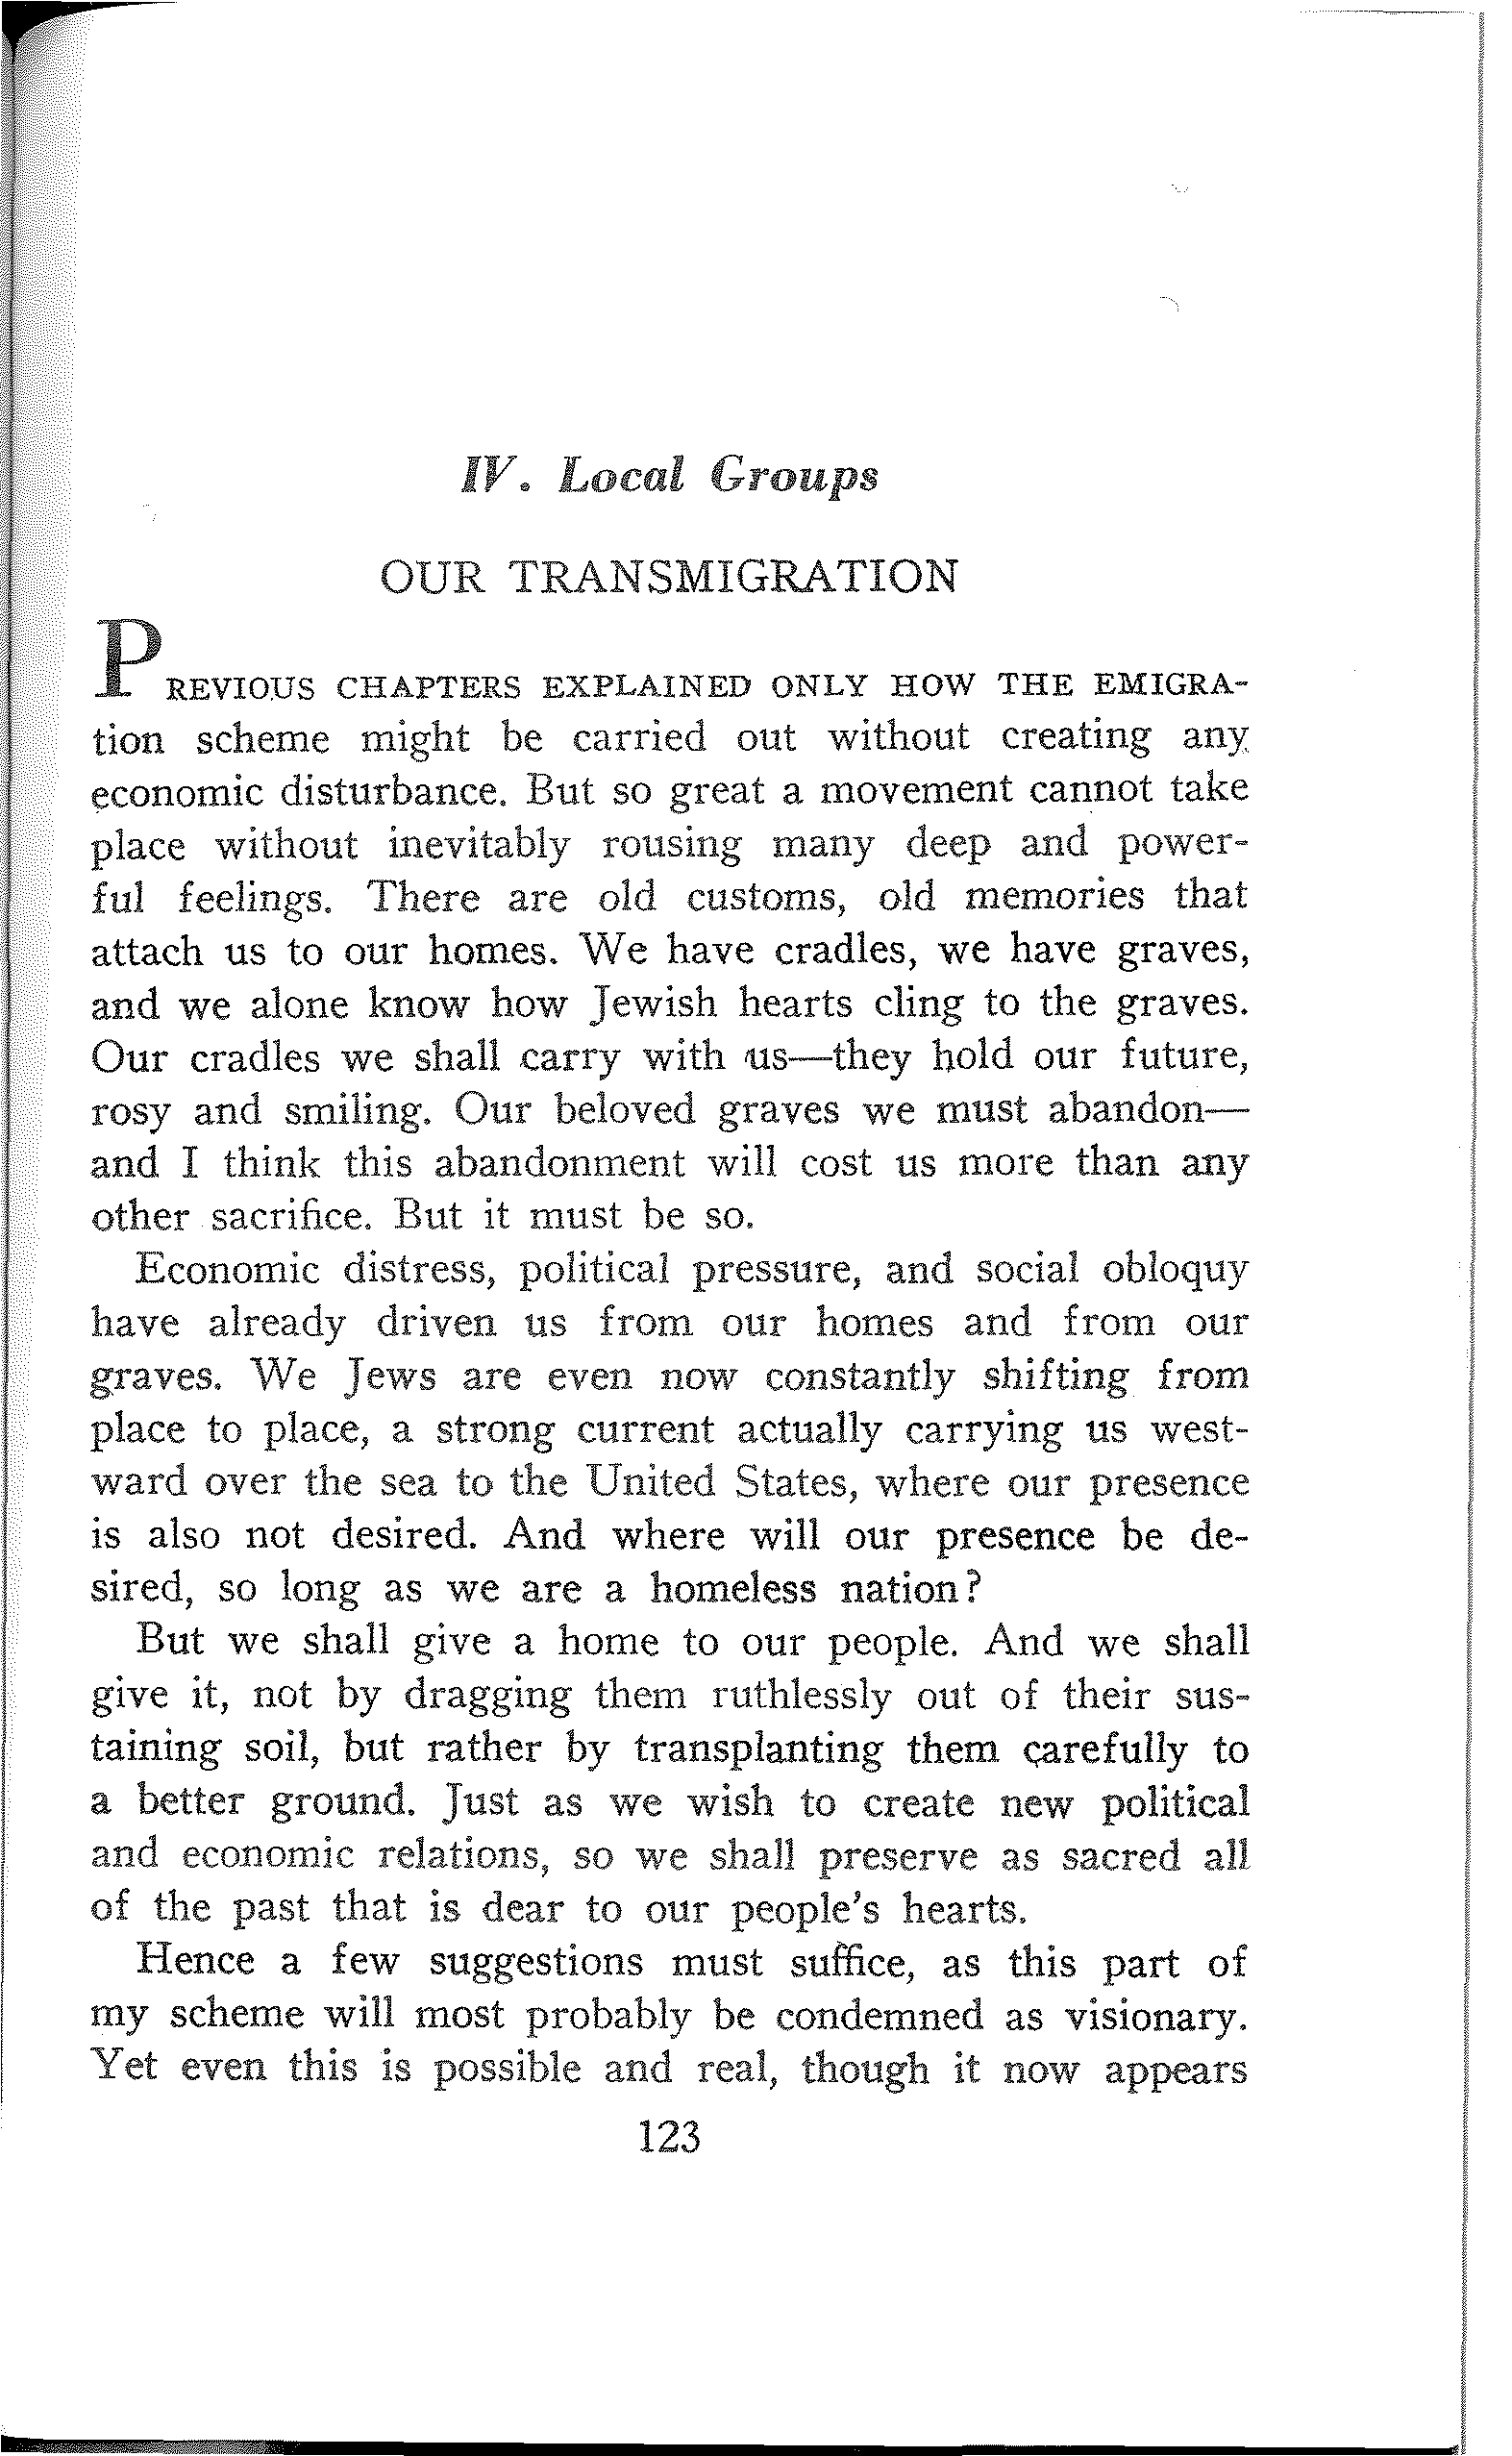 IV. Local Groups
OUR TRANSMIGRATION
PREVIOUS CHAPTERS EXPLAINED ONLY HOW THE EMIGRA-
tion scheme might be carried out without creating any
economic disturbance. But so great a movement cannot take
place without inevitably rousing many deep and power-
ful feelings. There are old customs, old memories that
attach us to our homes. We have cradles, we have graves,
and we alone know how Jewish hearts cling to the graves.
Our cradles we shall carry with us—they hold our future,
rosy and smiling. Our beloved graves we must abandon—
and I think this abandonment will cost us more than any
other sacrifice. But it must be so.
Economic distress, political pressure, and social obloquy
have already driven us from our homes and from our
graves. We Jews are even now constantly shifting from
place to place, a strong current actually carrying us west-
ward over the sea to the United States, where our presence
is also not desired. And where will our presence be de-
sired, so long as we are a homeless nation?
But we shall give a home to our people. And we shall
give it, not by dragging them ruthlessly out of their sus-
taining soil, but rather by transplanting them carefully to
a better ground. Just as we wish to create new political
and economic relations, so we shall preserve as sacred all
of the past that is dear to our people's hearts.
Hence a few suggestions must suffice, as this part of
my scheme will most probably be condemned as visionary.
Yet even this is possible and real, though it now appears
123